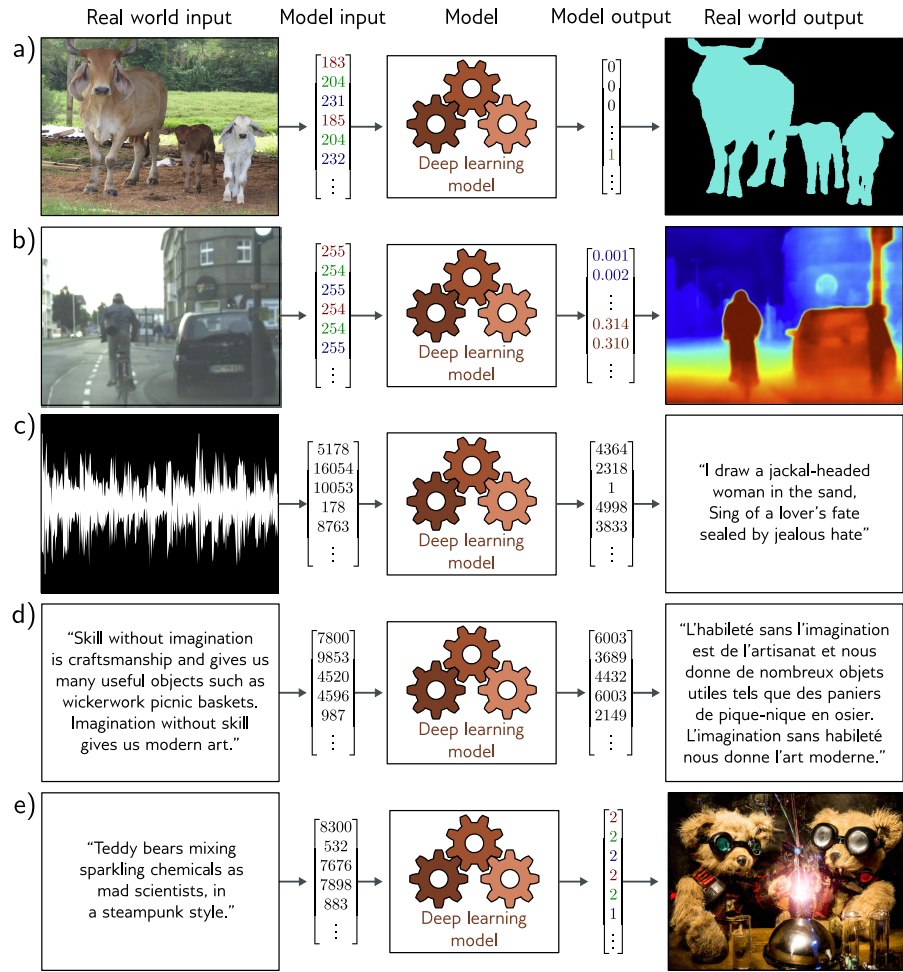 Real world input
Model input
Model
Model output
Real world output
a)
183
204
231
185
204
232
⋮
Deep learning
model
0
0
0
⋮
1
⋮
b)
255
254
255
254
254
255
⋮
Deep learning
model
0.001
0.002
⋮
0.314
0.310
⋮
c)
5178
16054
10053
178
8763
⋮
Deep learning
model
4364
2318
1
4998
3833
⋮
“I draw a jackal-headed
woman in the sand,
Sing of a lover’s fate
sealed by jealous hate”
d)
“Skill without imagination
is craftsmanship and gives us
many useful objects such as
wickerwork picnic baskets.
Imagination without skill
gives us modern art.”
7800
9853
4520
4596
987
⋮
Deep learning
model
6003
3689
4432
6003
2149
⋮
“L’habileté sans l’imagination
est de l’artisanat et nous
donne de nombreux objets
utiles tels que des paniers
de pique-nique en osier.
L’imagination sans habileté
nous donne l’art moderne.”
e)
“Teddy bears mixing
sparkling chemicals as
mad scientists, in
a steampunk style.”
8300
532
7676
7898
883
⋮
Deep learning
model
2
2
2
2
2
1
⋮